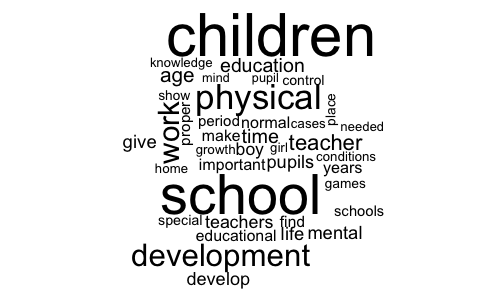 children
knowledge education
age mind pupil control
show physical place
work proper period normal cases needed
give make time teacher
growth boy girl conditions
home important pupils years
school games
schools
special teachers find
educational life mental
development
develop